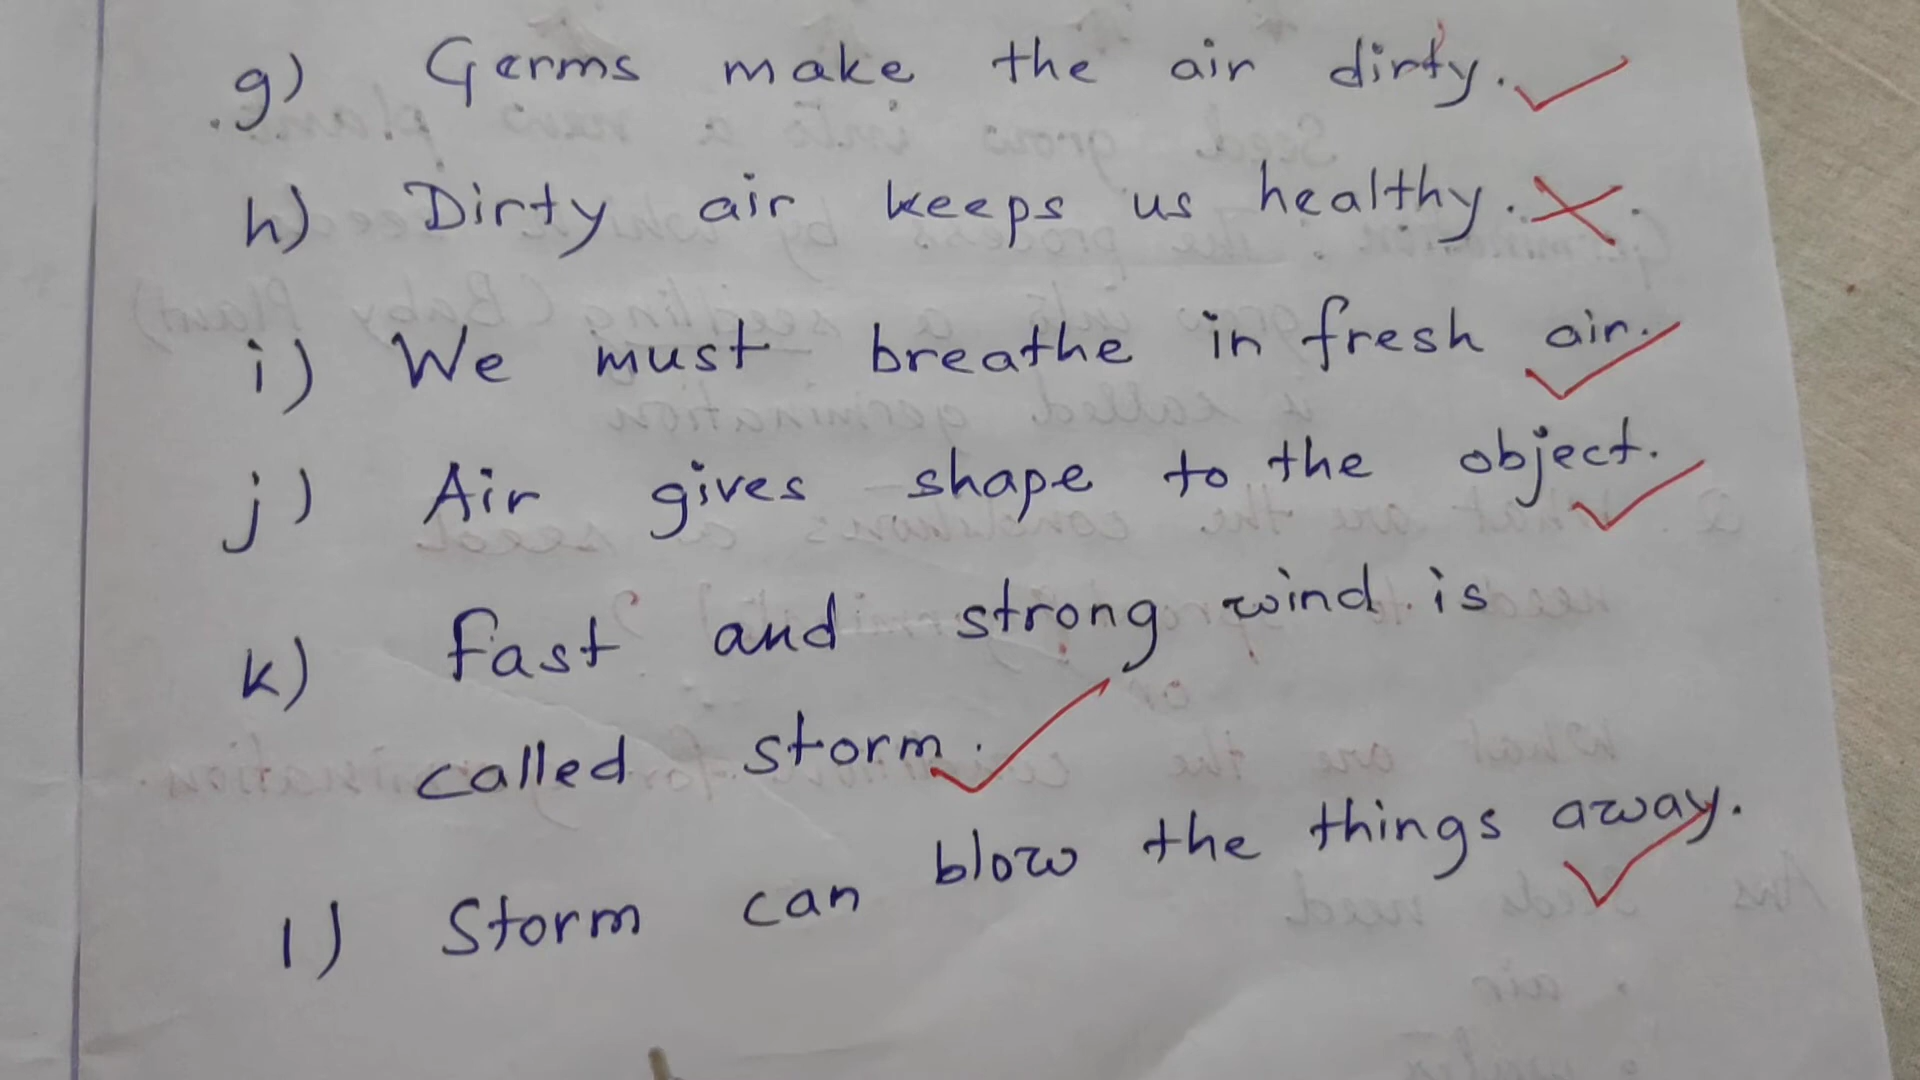 g) Germs make the air dirty. ✓
h) Dirty air keeps us healthy. ✗
i) We must breathe in fresh air. ✓
j) Air gives shape to the object. ✓
k) Fast and strong wind is
called storm. ✓
l) Storm can blow the things away. ✓